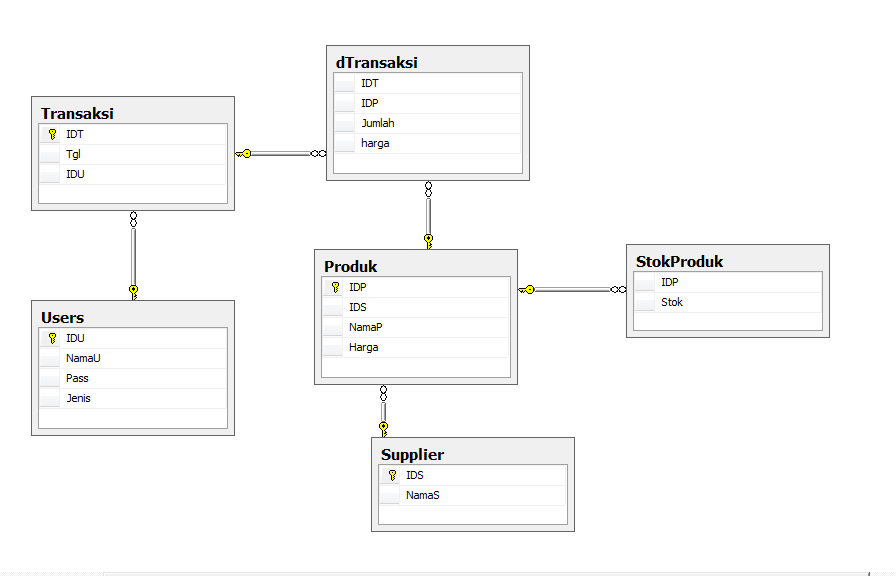 dTransaksi
IDT
IDP
Jumlah
harga
Transaksi
IDT
Tgl
IDU
Produk
IDP
IDS
NamaP
Harga
StokProduk
IDP
Stok
Users
IDU
NamaU
Pass
Jenis
Supplier
IDS
NamaS